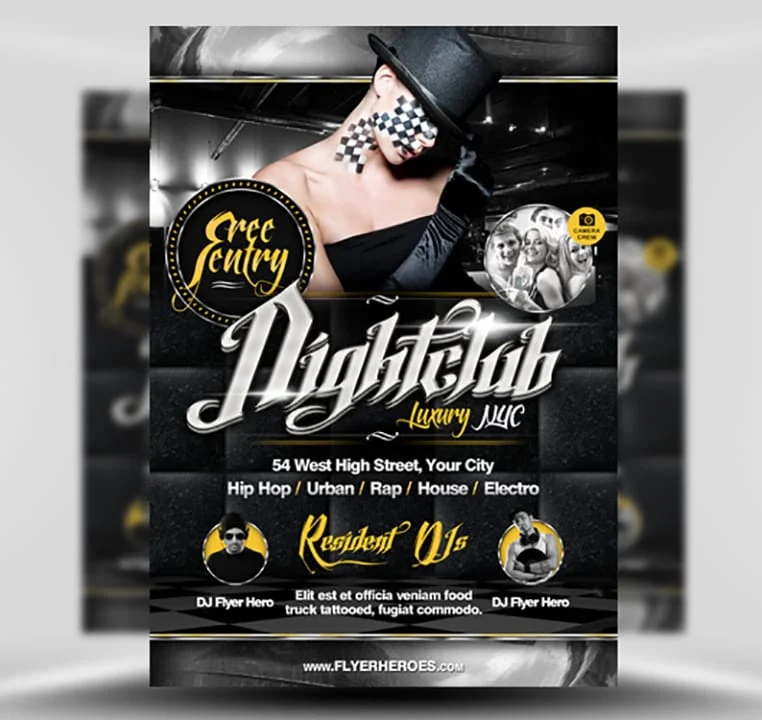 CAMERA
CREW
Free
Entry
Nightclub
Luxury NYC
54 West High Street, Your City
Hip Hop / Urban / Rap / House / Electro
Resident DJs
DJ Flyer Hero
Elit est et officia veniam food
truck tattooed, fugiat commodo.
DJ Flyer Hero
www.FLYERHEROES.COM